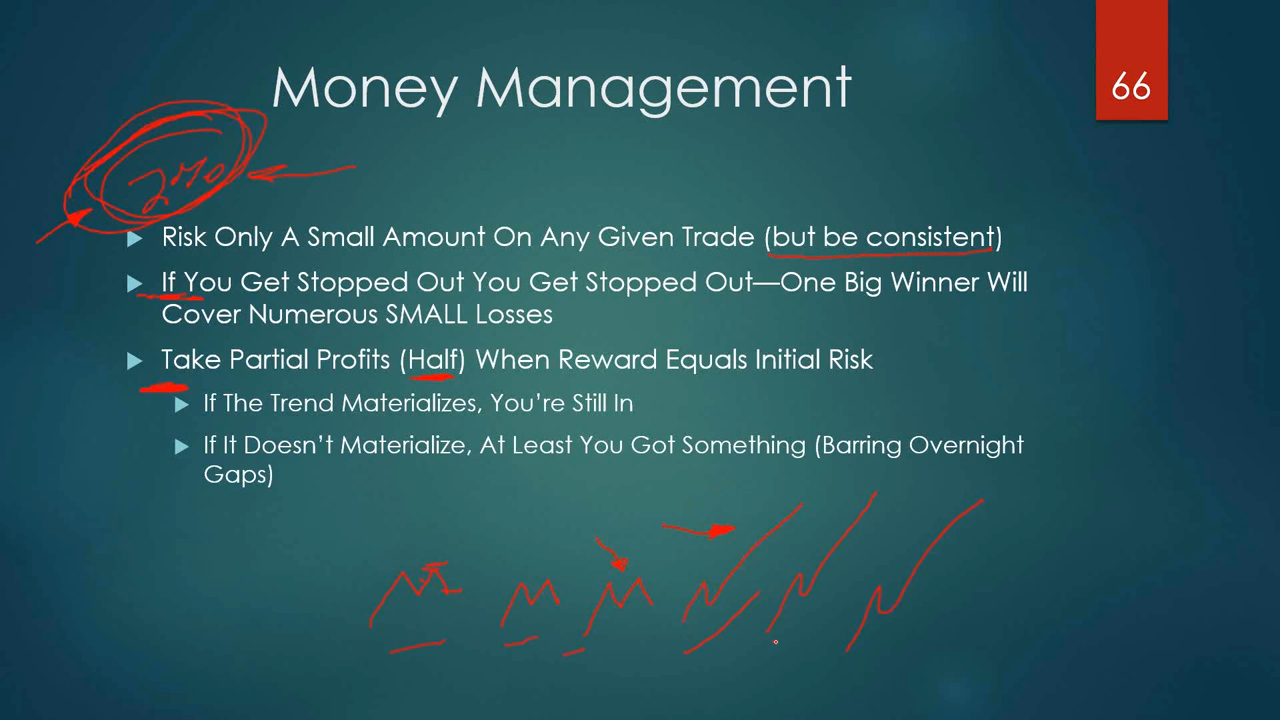 Money Management
66
Risk Only A Small Amount On Any Given Trade (but be consistent)
If You Get Stopped Out You Get Stopped Out—One Big Winner Will
Cover Numerous SMALL Losses
Take Partial Profits (Half) When Reward Equals Initial Risk
If The Trend Materializes, You're Still In
If It Doesn't Materialize, At Least You Got Something (Barring Overnight
Gaps)